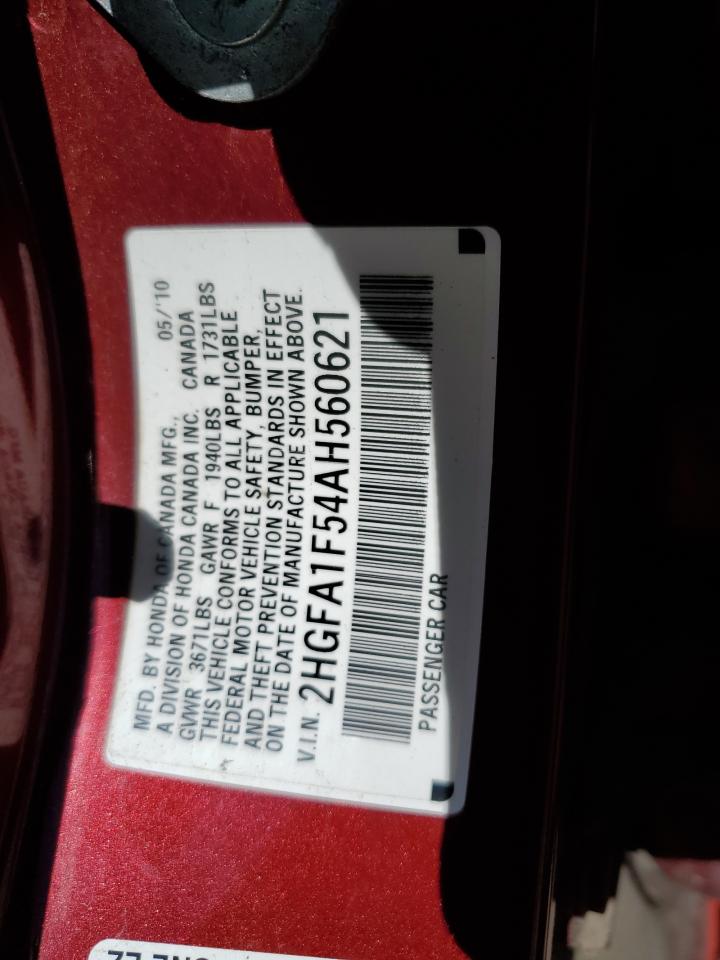 MFD. BY HONDA OF CANADA MFG., 05/'10
A DIVISION OF HONDA CANADA INC. CANADA
GVWR 3671LBS GAWR F 1940LBS R 1731LBS
THIS VEHICLE CONFORMS TO ALL APPLICABLE
FEDERAL MOTOR VEHICLE SAFETY, BUMPER,
AND THEFT PREVENTION STANDARDS IN EFFECT
ON THE DATE OF MANUFACTURE SHOWN ABOVE.
V.I.N. 2HGFA1F54AH560621
PASSENGER CAR